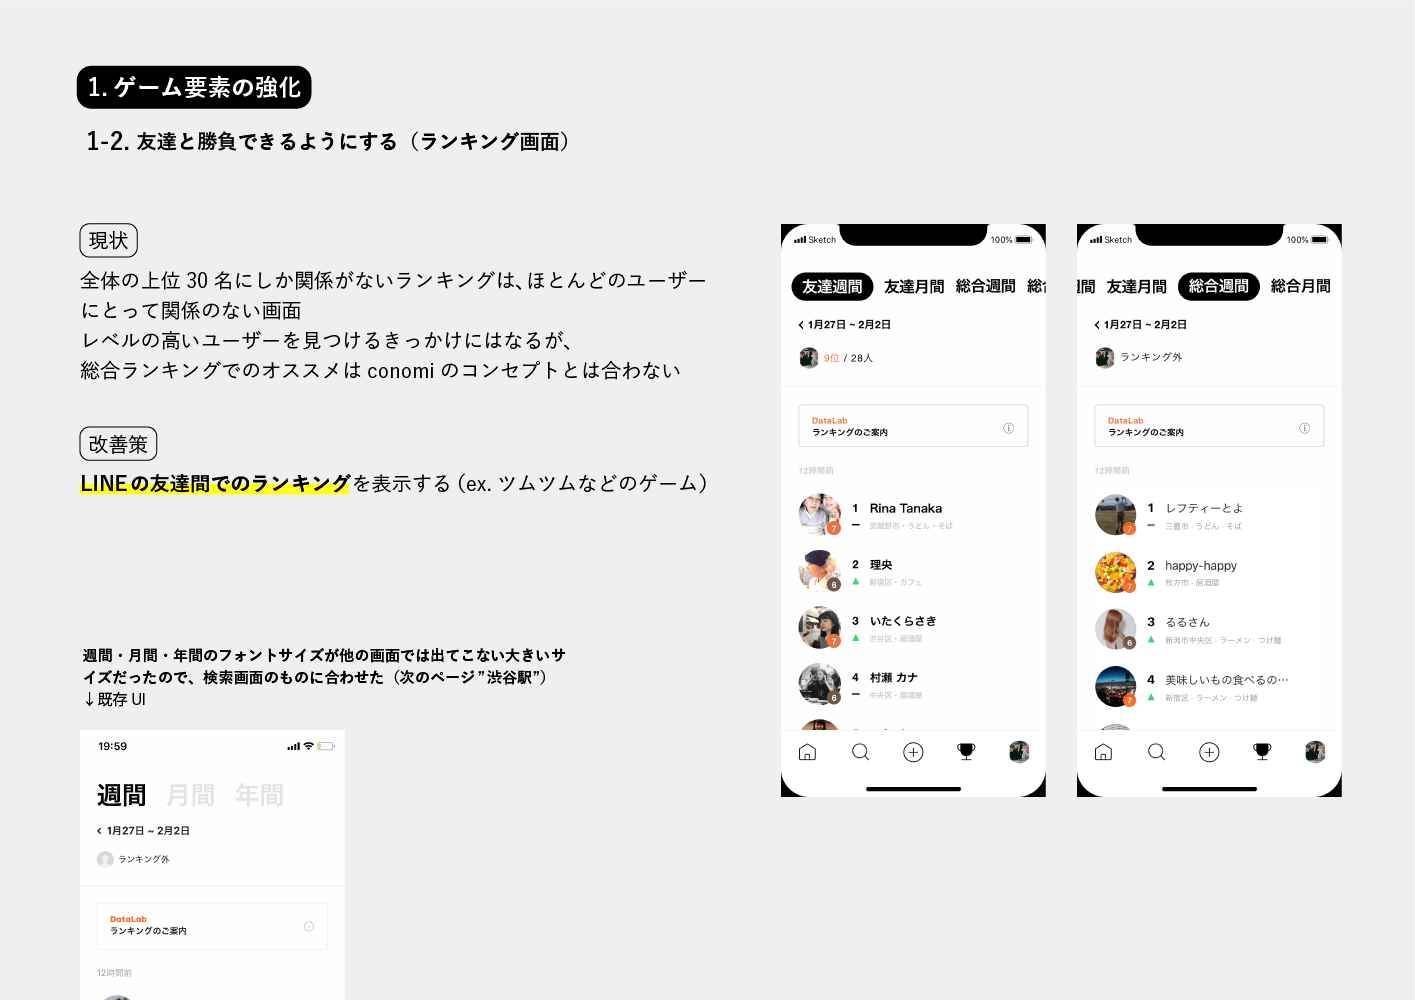 1. ゲーム要素の強化
1-2. 友達と勝負できるようにする（ランキング画面）
現状
全体の上位 30 名にしか関係がないランキングは、ほとんどのユーザー
にとって関係のない画面
レベルの高いユーザーを見つけるきっかけにはなるが、
総合ランキングでのオススメは conomi のコンセプトとは合わない
改善策
LINEの友達間でのランキングを表示する（ex. ツムツムなどのゲーム）
週間・月間・年間のフォントサイズが他の画面では出てこない大きいサ
イズだったので、検索画面のものに合わせた（次のページ ”渋谷駅”）
↓既存 UI
19:59
週間 月間 年間
1月27日 ~ 2月2日
ランキング外
DataLab
ランキングのご案内
12時間前
Sketch 100%
友達週間 友達月間 総合週間 総
1月27日 ~ 2月2日
9位 / 28人
DataLab
ランキングのご案内
12時間前
1 Rina Tanaka
7 武蔵野市・うどん・そば
2 理央
6 新宿区・カフェ
3 いたくらさき
7 渋谷区・居酒屋
4 村瀬 カナ
6 中央区・居酒屋
Sketch 100%
間 友達月間 総合週間 総合月間
1月27日 ~ 2月2日
ランキング外
DataLab
ランキングのご案内
12時間前
1 レフティーとよ
7 三豊市・うどん・そば
2 happy-happy
7 枚方市・居酒屋
3 るるさん
6 新潟市中央区・ラーメン・つけ麺
4 美味しいもの食べるの…
7 新宿区・ラーメン・つけ麺